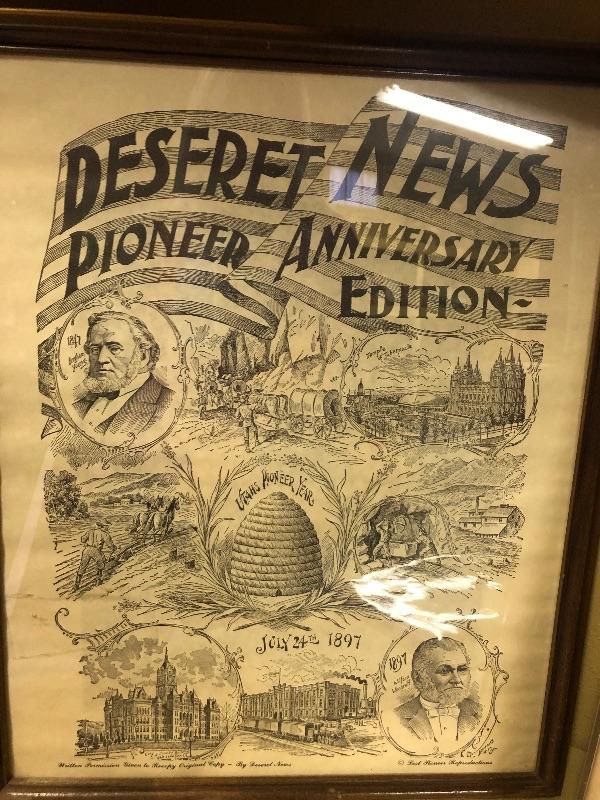 DESERET NEWS
PIONEER ANNIVERSARY
EDITION-
1847
UTAH'S PIONEER YEAR
JULY 24TH 1897
1897
Written Permission Given to Recopy Original Copy - By Deseret News
© Lost Pioneer Reproductions